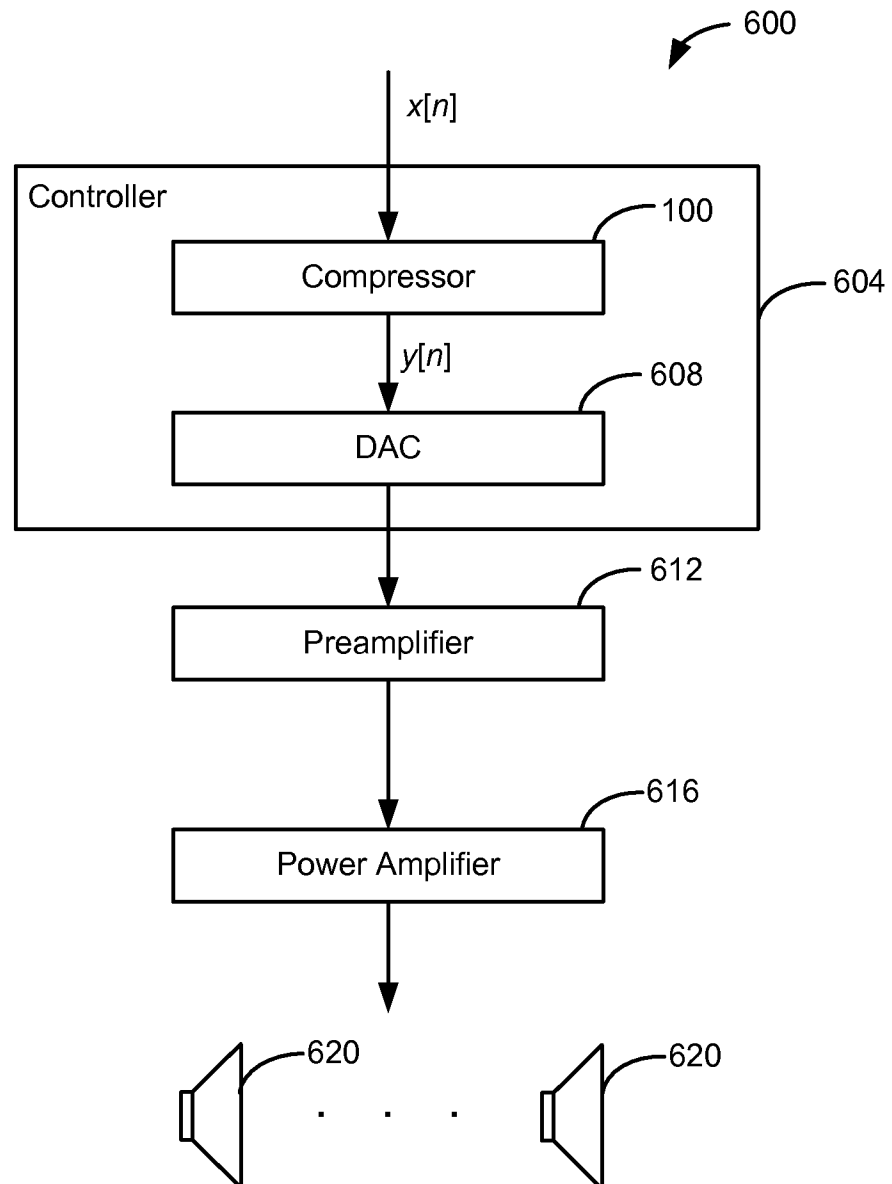 600
x[n]
Controller
100
Compressor
604
y[n]
608
DAC
612
Preamplifier
616
Power Amplifier
620
620